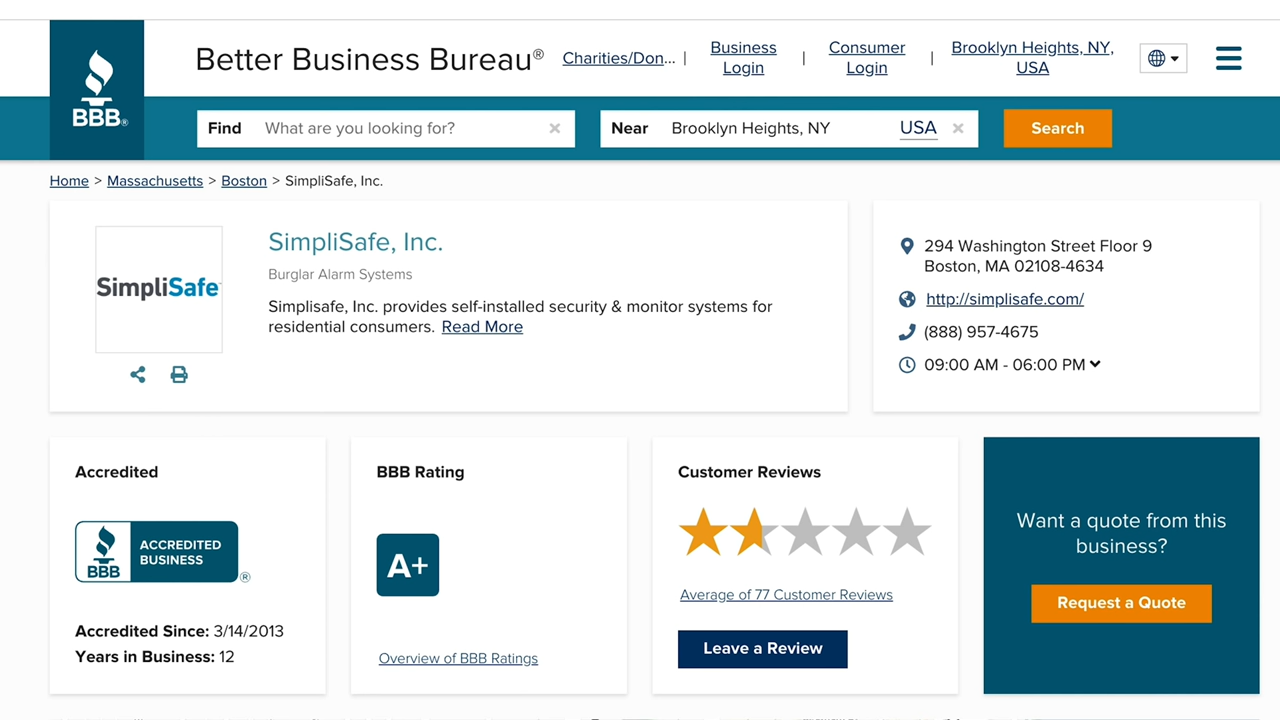 Better Business Bureau®
Charities/Don... |
Business
Login
|
Consumer
Login
|
Brooklyn Heights, NY,
USA
BBB®
Find What are you looking for? ×
Near Brooklyn Heights, NY USA ×
Search
Home > Massachusetts > Boston > SimpliSafe, Inc.
SimpliSafe
SimpliSafe, Inc.
Burglar Alarm Systems
Simplisafe, Inc. provides self-installed security & monitor systems for
residential consumers. Read More
294 Washington Street Floor 9
Boston, MA 02108-4634
http://simplisafe.com/
(888) 957-4675
09:00 AM - 06:00 PM
Accredited
BBB
ACCREDITED
BUSINESS
®
Accredited Since: 3/14/2013
Years in Business: 12
BBB Rating
A+
Overview of BBB Ratings
Customer Reviews
Average of 77 Customer Reviews
Leave a Review
Want a quote from this
business?
Request a Quote